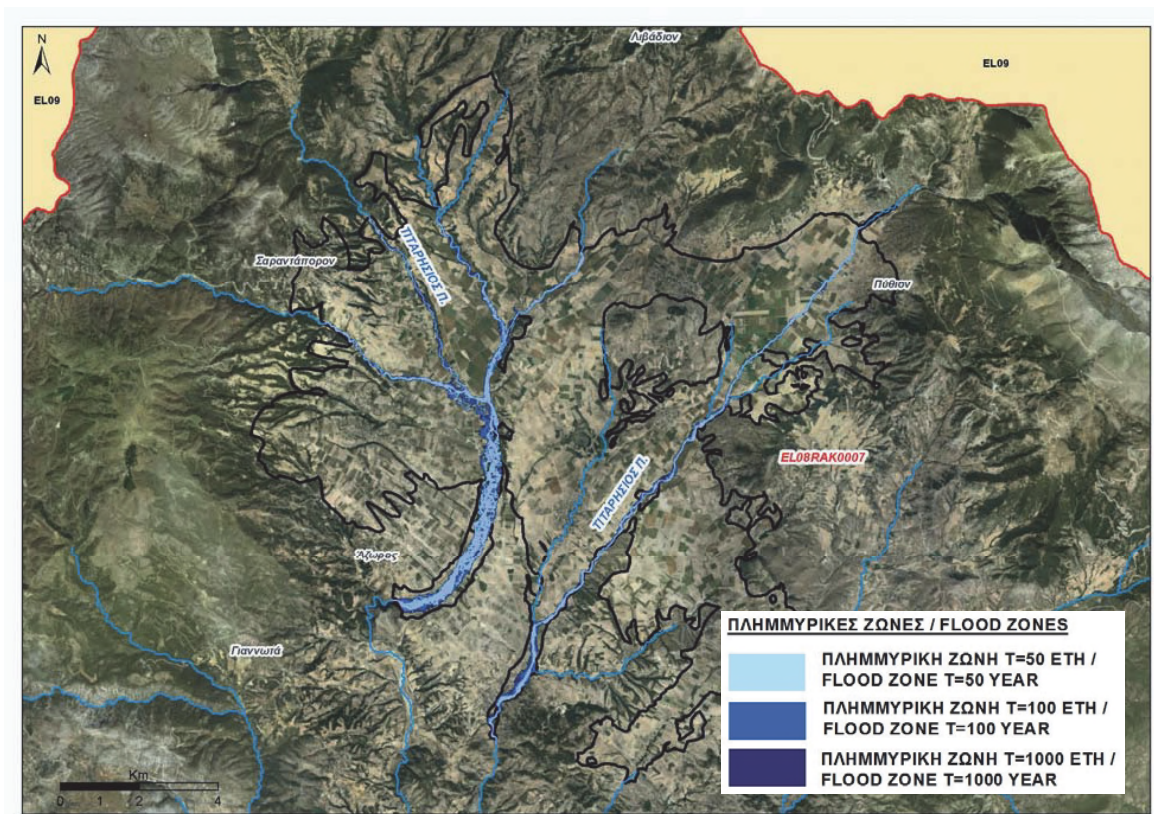 N
Λιβάδιον
EL09
EL09
ΤΙΤΑΡΗΣΙΟΣ Π.
Σαραντάπορον
Πύθιον
EL08RAK0007
ΤΙΤΑΡΗΣΙΟΣ Π.
Άζωρος
Γιαννωτά
ΠΛΗΜΜΥΡΙΚΕΣ ΖΩΝΕΣ / FLOOD ZONES
ΠΛΗΜΜΥΡΙΚΗ ΖΩΝΗ T=50 ΕΤΗ /
FLOOD ZONE T=50 YEAR
ΠΛΗΜΜΥΡΙΚΗ ΖΩΝΗ T=100 ΕΤΗ /
FLOOD ZONE T=100 YEAR
ΠΛΗΜΜΥΡΙΚΗ ΖΩΝΗ T=1000 ΕΤΗ /
FLOOD ZONE T=1000 YEAR
Km
0 1 2 4